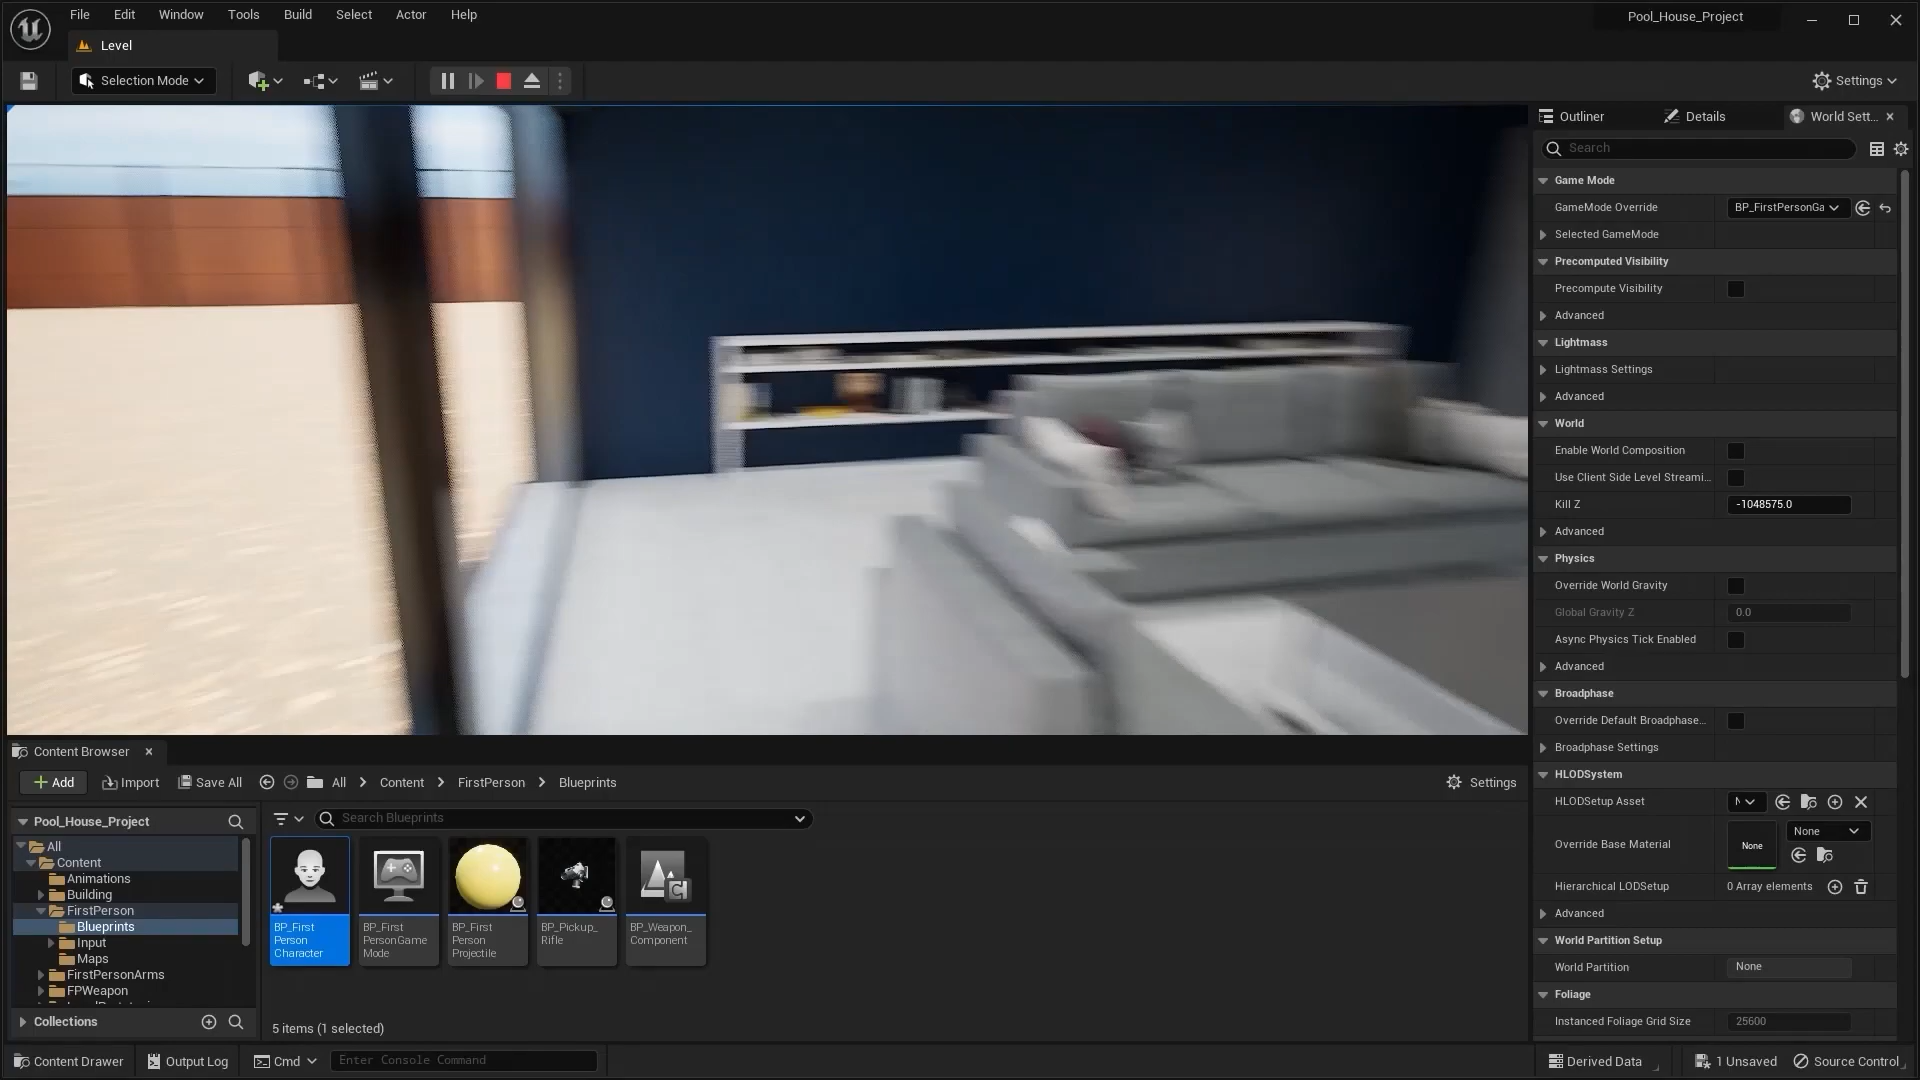 File Edit Window Tools Build Select Actor Help
Pool_House_Project
Level
Selection Mode
Settings
Outliner
Details
World Sett...
Search
Game Mode
GameMode Override
BP_FirstPersonGa
Selected GameMode
Precomputed Visibility
Precompute Visibility
Advanced
Lightmass
Lightmass Settings
Advanced
World
Enable World Composition
Use Client Side Level Streami...
Kill Z
-1048575.0
Advanced
Physics
Override World Gravity
Global Gravity Z
0.0
Async Physics Tick Enabled
Advanced
Broadphase
Override Default Broadphase...
Broadphase Settings
HLODSystem
HLODSetup Asset
Override Base Material
None
None
Hierarchical LODSetup
0 Array elements
Advanced
World Partition Setup
World Partition
None
Foliage
Instanced Foliage Grid Size
25600
Content Browser
Add
Import
Save All
All
Content
FirstPerson
Blueprints
Settings
Pool_House_Project
All
Content
Animations
Building
FirstPerson
Blueprints
Input
Maps
FirstPersonArms
FPWeapon
Collections
Search Blueprints
BP_First
Person
Character
BP_First
PersonGame
Mode
BP_First
Person
Projectile
BP_Pickup_
Rifle
BP_Weapon_
Component
5 items (1 selected)
Content Drawer
Output Log
Cmd
Enter Console Command
Derived Data
1 Unsaved
Source Control